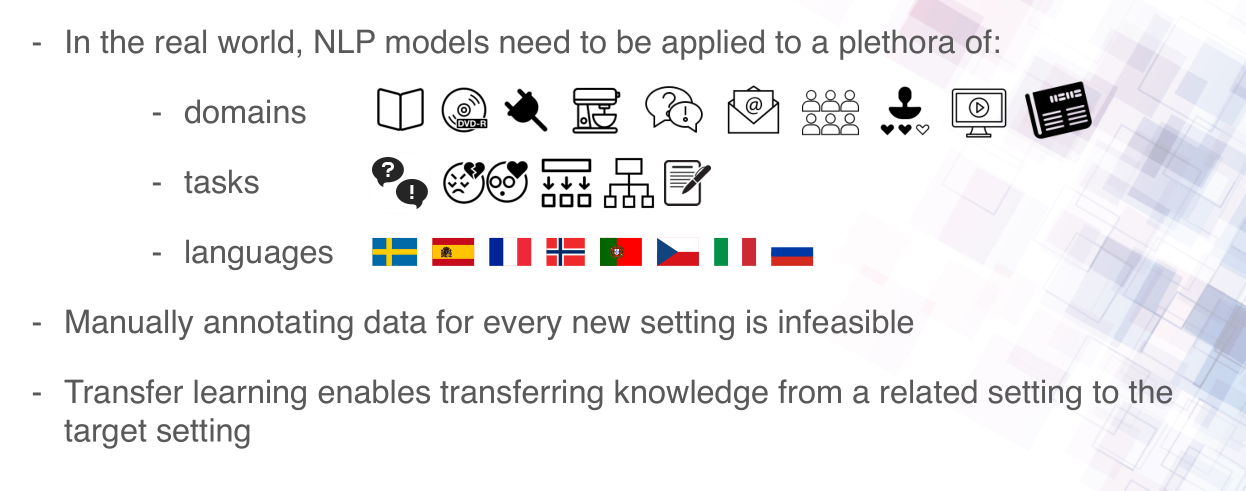 - In the real world, NLP models need to be applied to a plethora of:
- domains
DVD-R
? !
@
- tasks
? !
- languages
- Manually annotating data for every new setting is infeasible
- Transfer learning enables transferring knowledge from a related setting to the
target setting